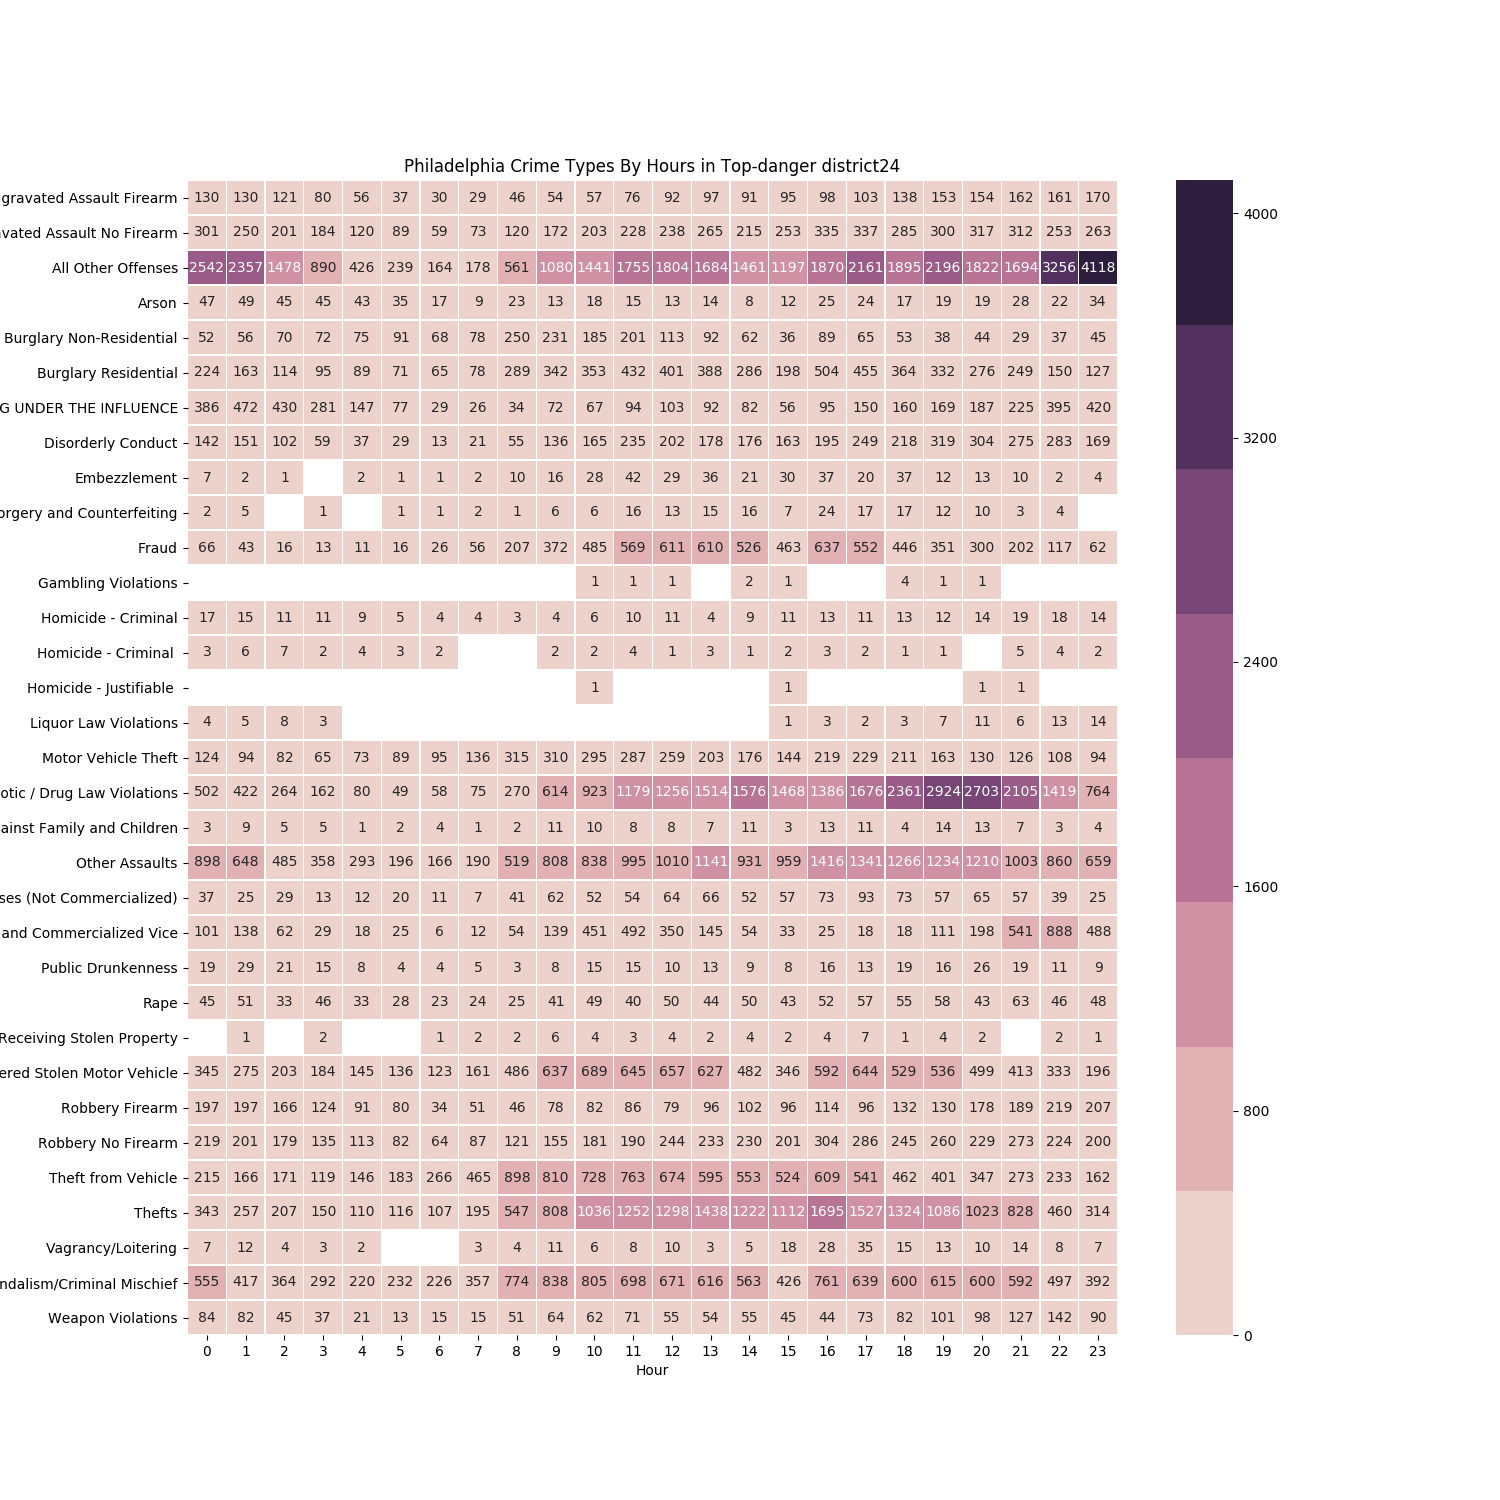 Philadelphia Crime Types By Hours in Top-danger district24
gravated Assault Firearm 130 130 121 80 56 37 30 29 46 54 57 76 92 97 91 95 98 103 138 153 154 162 161 170
vated Assault No Firearm 301 250 201 184 120 89 59 73 120 172 203 228 238 265 215 253 335 337 285 300 317 312 253 263
All Other Offenses 2542 2357 1478 890 426 239 164 178 561 1080 1441 1755 1804 1684 1461 1197 1870 2161 1895 2196 1822 1694 3256 4118
Arson 47 49 45 45 43 35 17 9 23 13 18 15 13 14 8 12 25 24 17 19 19 28 22 34
Burglary Non-Residential 52 56 70 72 75 91 68 78 250 231 185 201 113 92 62 36 89 65 53 38 44 29 37 45
Burglary Residential 224 163 114 95 89 71 65 78 289 342 353 432 401 388 286 198 504 455 364 332 276 249 150 127
G UNDER THE INFLUENCE 386 472 430 281 147 77 29 26 34 72 67 94 103 92 82 56 95 150 160 169 187 225 395 420
Disorderly Conduct 142 151 102 59 37 29 13 21 55 136 165 235 202 178 176 163 195 249 218 319 304 275 283 169
Embezzlement 7 2 1 2 1 1 2 10 16 28 42 29 36 21 30 37 20 37 12 13 10 2 4
orgery and Counterfeiting 2 5 1 1 1 2 1 6 6 16 13 15 16 7 24 17 17 12 10 3 4
Fraud 66 43 16 13 11 16 26 56 207 372 485 569 611 610 526 463 637 552 446 351 300 202 117 62
Gambling Violations 1 1 1 2 1 4 1 1
Homicide - Criminal 17 15 11 11 9 5 4 4 3 4 6 10 11 4 9 11 13 11 13 12 14 19 18 14
Homicide - Criminal 3 6 7 2 4 3 2 2 2 4 1 3 1 2 3 2 1 1 5 4 2
Homicide - Justifiable 1 1 1 1
Liquor Law Violations 4 5 8 3 1 3 2 3 7 11 6 13 14
Motor Vehicle Theft 124 94 82 65 73 89 95 136 315 310 295 287 259 203 176 144 219 229 211 163 130 126 108 94
otic / Drug Law Violations 502 422 264 162 80 49 58 75 270 614 923 1179 1256 1514 1576 1468 1386 1676 2361 2924 2703 2105 1419 764
ainst Family and Children 3 9 5 5 1 2 4 1 2 11 10 8 8 7 11 3 13 11 4 14 13 7 3 4
Other Assaults 898 648 485 358 293 196 166 190 519 808 838 995 1010 1141 931 959 1416 1341 1266 1234 1210 1003 860 659
ses (Not Commercialized) 37 25 29 13 12 20 11 7 41 62 52 54 64 66 52 57 73 93 73 57 65 57 39 25
and Commercialized Vice 101 138 62 29 18 25 6 12 54 139 451 492 350 145 54 33 25 18 18 111 198 541 888 488
Public Drunkenness 19 29 21 15 8 4 4 5 3 8 15 15 10 13 9 8 16 13 19 16 26 19 11 9
Rape 45 51 33 46 33 28 23 24 25 41 49 40 50 44 50 43 52 57 55 58 43 63 46 48
Receiving Stolen Property 1 2 1 2 2 6 4 3 4 2 4 2 4 7 1 4 2 2 1
ered Stolen Motor Vehicle 345 275 203 184 145 136 123 161 486 637 689 645 657 627 482 346 592 644 529 536 499 413 333 196
Robbery Firearm 197 197 166 124 91 80 34 51 46 78 82 86 79 96 102 96 114 96 132 130 178 189 219 207
Robbery No Firearm 219 201 179 135 113 82 64 87 121 155 181 190 244 233 230 201 304 286 245 260 229 273 224 200
Theft from Vehicle 215 166 171 119 146 183 266 465 898 810 728 763 674 595 553 524 609 541 462 401 347 273 233 162
Thefts 343 257 207 150 110 116 107 195 547 808 1036 1252 1298 1438 1222 1112 1695 1527 1324 1086 1023 828 460 314
Vagrancy/Loitering 7 12 4 3 2 3 4 11 6 8 10 3 5 18 28 35 15 13 10 14 8 7
ndalism/Criminal Mischief 555 417 364 292 220 232 226 357 774 838 805 698 671 616 563 426 761 639 600 615 600 592 497 392
Weapon Violations 84 82 45 37 21 13 15 15 51 64 62 71 55 54 55 45 44 73 82 101 98 127 142 90
0 1 2 3 4 5 6 7 8 9 10 11 12 13 14 15 16 17 18 19 20 21 22 23
Hour
4000
3200
2400
1600
800
0